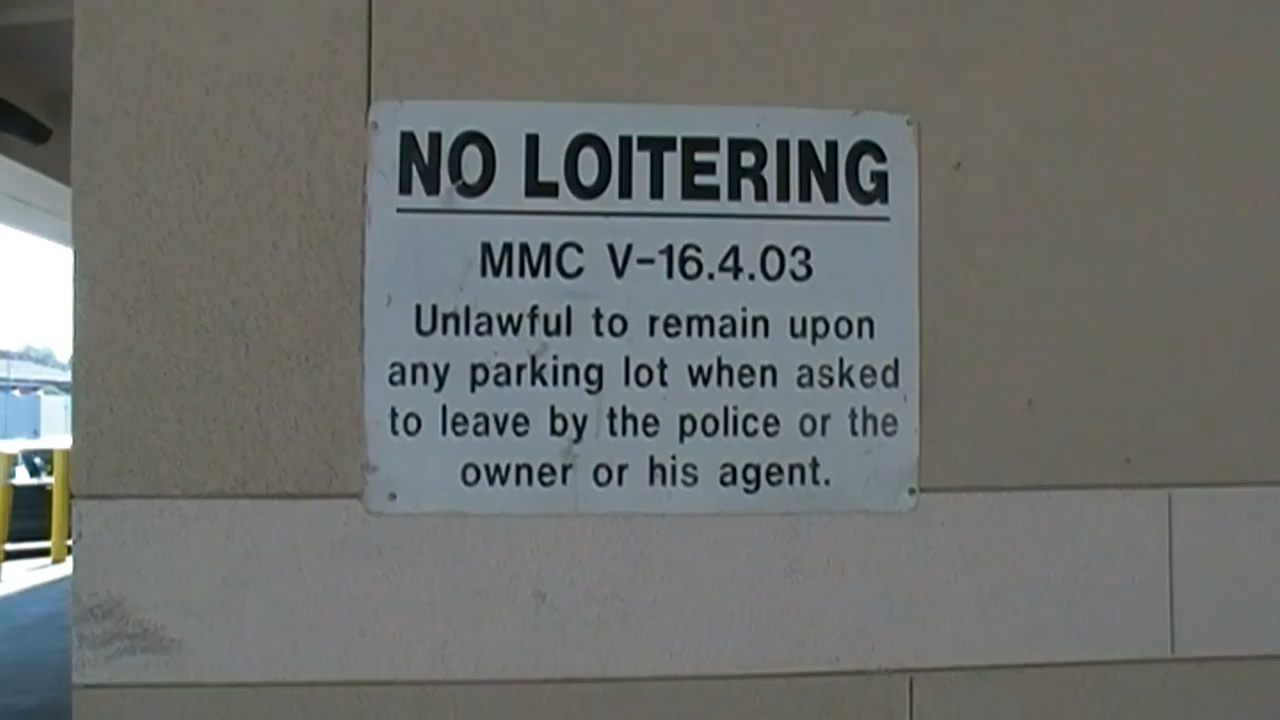 NO LOITERING
MMC V-16.4.03
Unlawful to remain upon
any parking lot when asked
to leave by the police or the
owner or his agent.